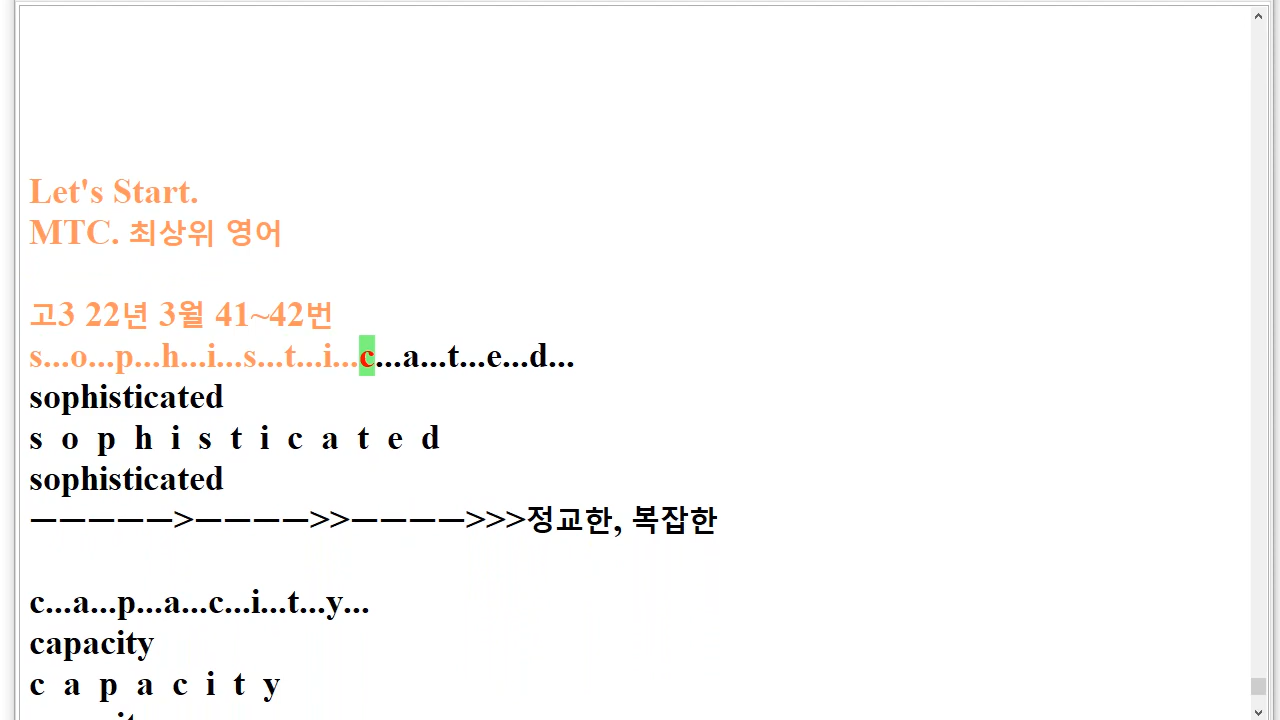 Let's Start.
MTC. 최상위 영어
고3 22년 3월 41~42번
s...o...p...h...i...s...t...i...c...a...t...e...d...
sophisticated
s o p h i s t i c a t e d
sophisticated
—————>————>>————>>>정교한, 복잡한
c...a...p...a...c...i...t...y...
capacity
c a p a c i t y